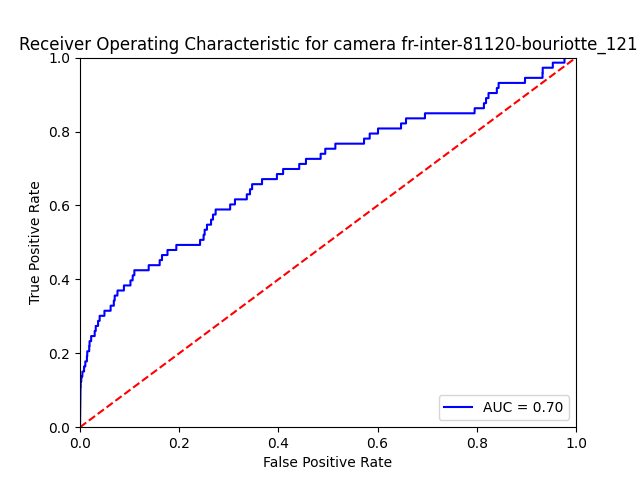 Receiver Operating Characteristic for camera fr-inter-81120-bouriotte_121
True Positive Rate
1.0
0.8
0.6
0.4
0.2
0.0
AUC = 0.70
0.0 0.2 0.4 0.6 0.8 1.0
False Positive Rate